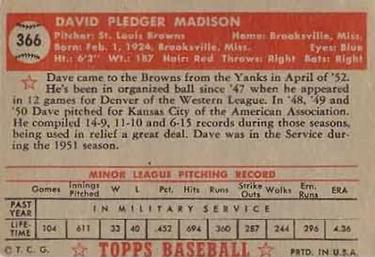 DAVID PLEDGER MADISON
366
Pitcher: St. Louis Browns Home: Brooksville, Miss.
Born: Feb. 1, 1924, Brooksville, Miss. Eyes: Blue
Ht: 6'2" Wt: 187 Hair: Red Throws: Right Bats: Right
Dave came to the Browns from the Yanks in April of '52.
He's been in organized ball since '47 when he appeared
in 12 games for Denver of the Western League. In '48, '49 and
'50 Dave pitched for Kansas City of the American Association.
He compiled 14-9, 11-10 and 6-15 records during those seasons,
being used in relief a great deal. Dave was in the Service dur-
ing the 1951 season.
MINOR LEAGUE PITCHING RECORD
Games Innings Pitched W L Pct. Hits Runs Strike Outs Walks Ern. Runs ERA
PAST YEAR IN MILITARY SERVICE
LIFE-TIME 104 611 33 40 .452 694 360 287 244 296 4.36
© T. C. G. TOPPS BASEBALL PRTD. IN U.S.A.